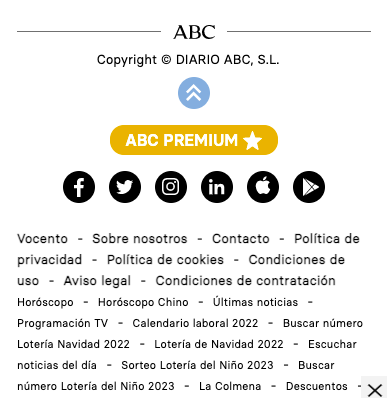 ABC
Copyright © DIARIO ABC, S.L.
ABC PREMIUM
Vocento - Sobre nosotros - Contacto - Política de
privacidad - Política de cookies - Condiciones de
uso - Aviso legal - Condiciones de contratación
Horóscopo - Horóscopo Chino - Últimas noticias -
Programación TV - Calendario laboral 2022 - Buscar número
Lotería Navidad 2022 - Lotería de Navidad 2022 - Escuchar
noticias del día - Sorteo Lotería del Niño 2023 - Buscar
número Lotería del Niño 2023 - La Colmena - Descuentos -